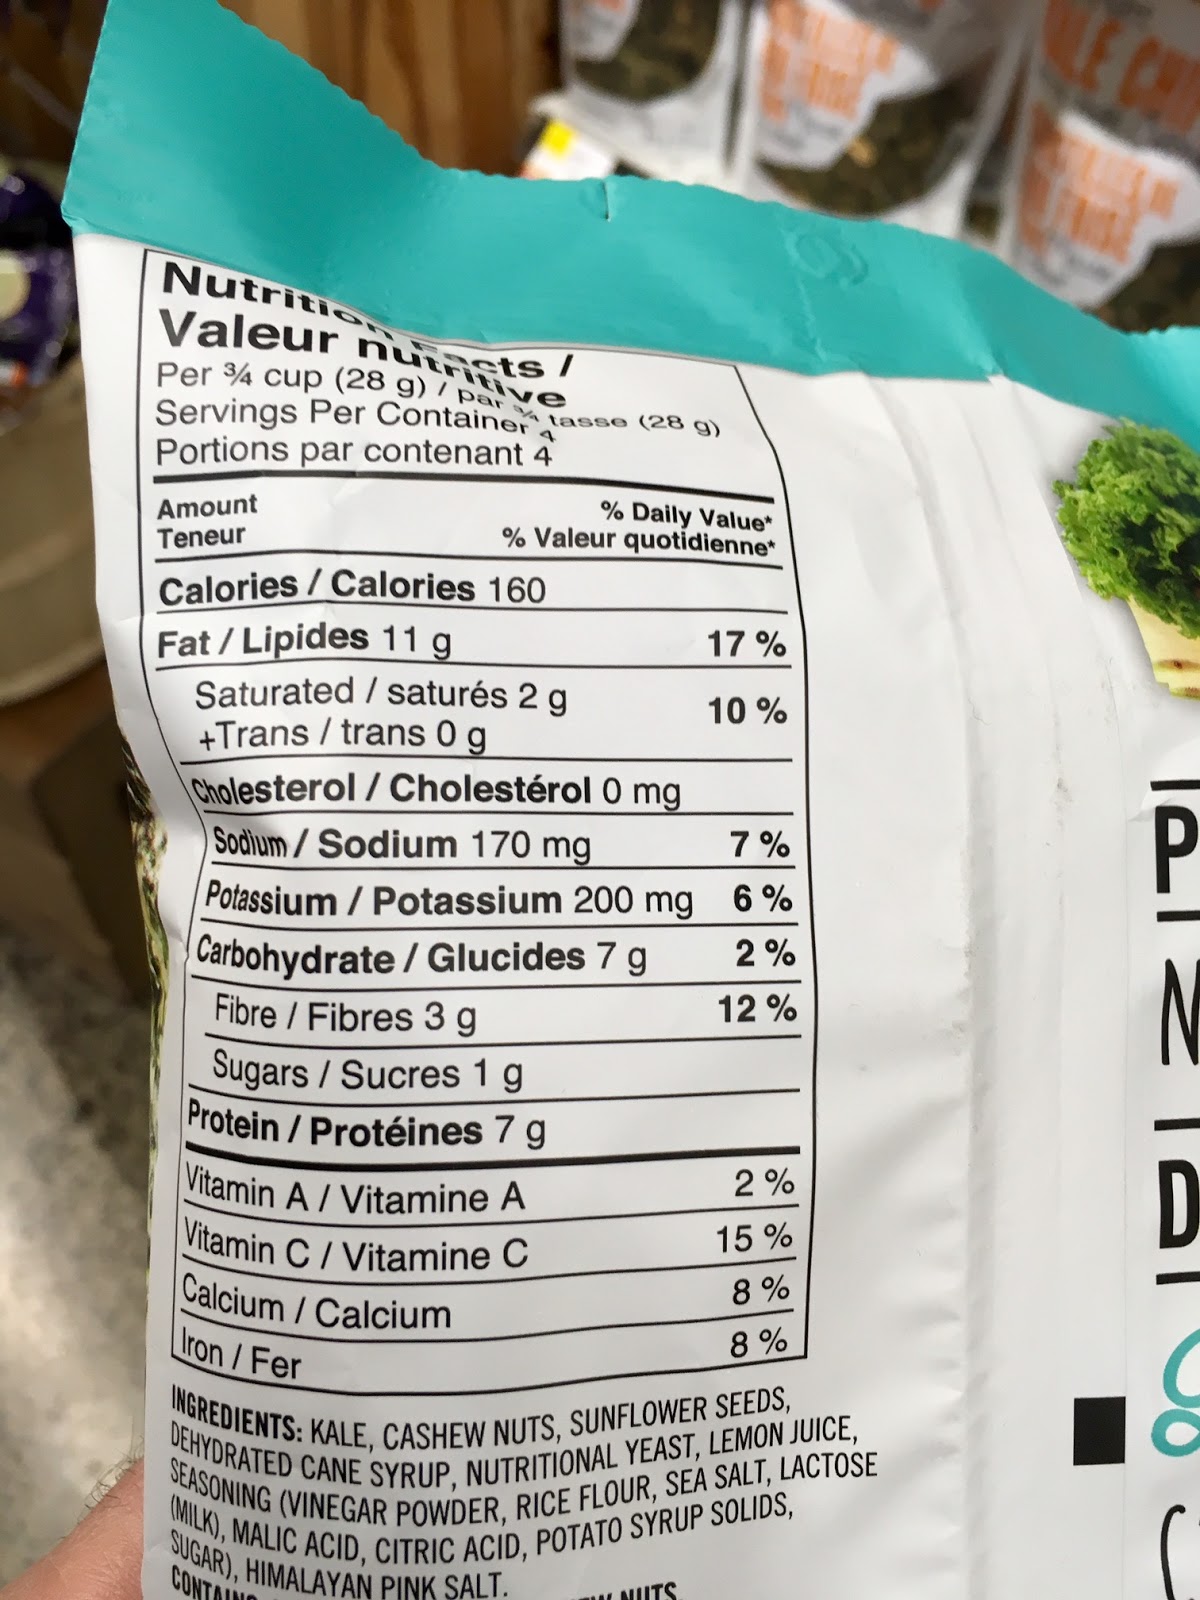 Nutrition Facts /
Valeur nutritive
Per ¾ cup (28 g) / par ¾ tasse (28 g)
Servings Per Container 4
Portions par contenant 4
Amount % Daily Value*
Teneur % Valeur quotidienne*
Calories / Calories 160
Fat / Lipides 11 g 17 %
Saturated / saturés 2 g 10 %
+Trans / trans 0 g
Cholesterol / Cholestérol 0 mg
Sodium / Sodium 170 mg 7 %
Potassium / Potassium 200 mg 6 %
Carbohydrate / Glucides 7 g 2 %
Fibre / Fibres 3 g 12 %
Sugars / Sucres 1 g
Protein / Protéines 7 g
Vitamin A / Vitamine A 2 %
Vitamin C / Vitamine C 15 %
Calcium / Calcium 8 %
Iron / Fer 8 %
INGREDIENTS: KALE, CASHEW NUTS, SUNFLOWER SEEDS,
DEHYDRATED CANE SYRUP, NUTRITIONAL YEAST, LEMON JUICE,
SEASONING (VINEGAR POWDER, RICE FLOUR, SEA SALT, LACTOSE
(MILK), MALIC ACID, CITRIC ACID, POTATO SYRUP SOLIDS,
SUGAR), HIMALAYAN PINK SALT.
NUTS
P
N
D